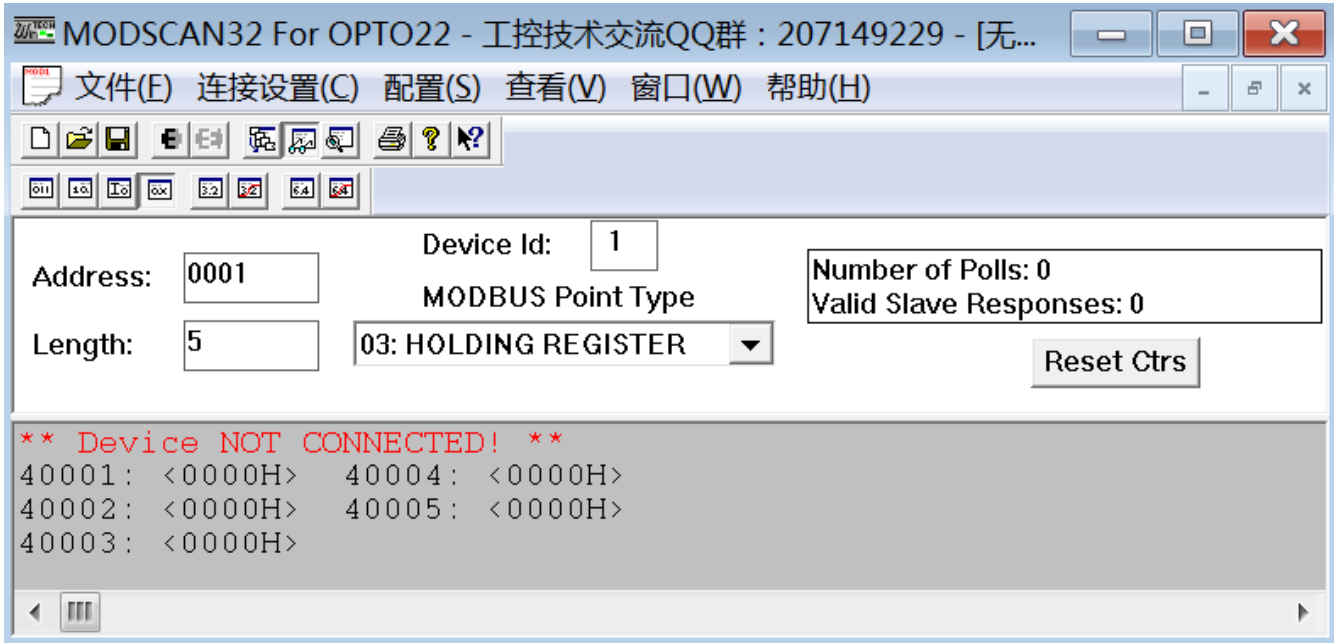 MODSCAN32 For OPTO22 - 工控技术交流QQ群：207149229 - [无...
文件(F) 连接设置(C) 配置(S) 查看(V) 窗口(W) 帮助(H)
Device Id: 1
Address: 0001
MODBUS Point Type
Length: 5
03: HOLDING REGISTER
Number of Polls: 0
Valid Slave Responses: 0
Reset Ctrs
** Device NOT CONNECTED! **
40001: <0000H> 40004: <0000H>
40002: <0000H> 40005: <0000H>
40003: <0000H>